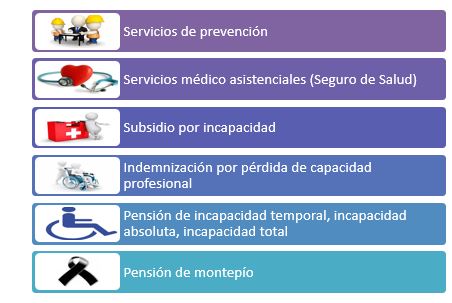 Servicios de prevención
Servicios médico asistenciales (Seguro de Salud)
Subsidio por incapacidad
Indemnización por pérdida de capacidad
profesional
Pensión de incapacidad temporal, incapacidad
absoluta, incapacidad total
Pensión de montepío